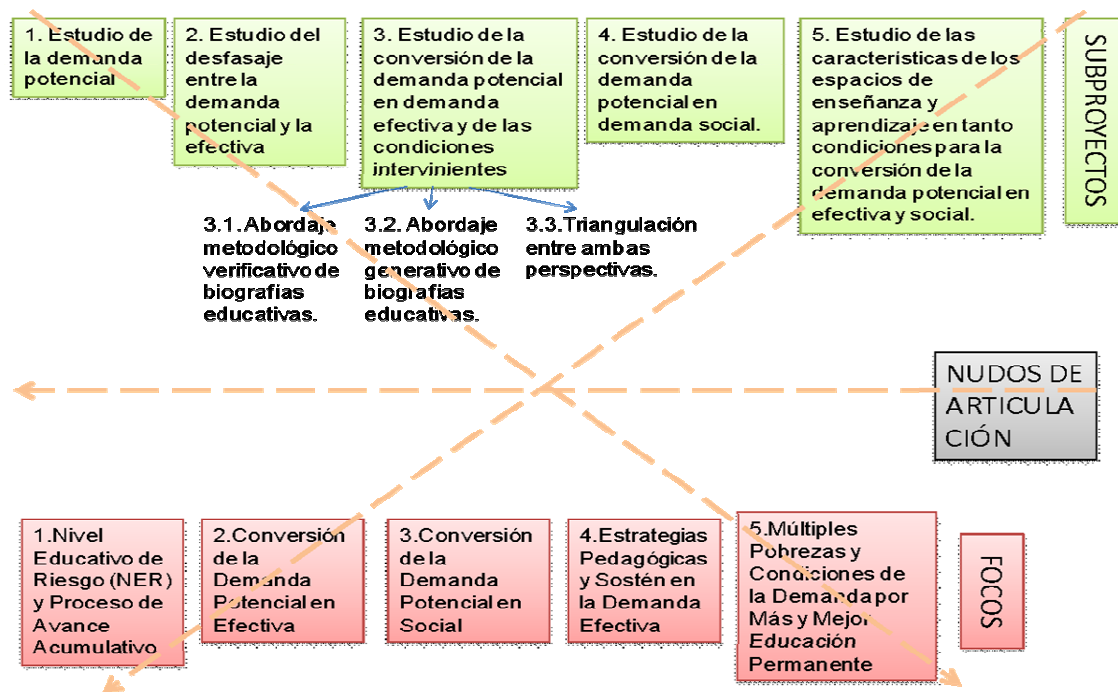 1. Estudio de
la demanda
potencial
2. Estudio del
desfasaje
entre la
demanda
potencial y la
efectiva
3. Estudio de la
conversión de la
demanda potencial
en demanda
efectiva y de las
condiciones
intervinientes
4. Estudio de la
conversión de la
demanda
potencial en
demanda social.
5. Estudio de las
características de los
espacios de
enseñanza y
aprendizaje en tanto
condiciones para la
conversión de la
demanda potencial en
efectiva y social.
SUBPROYECTOS
3.1. Abordaje
metodológico
verificativo de
biografías
educativas.
3.2. Abordaje
metodológico
generativo de
biografías
educativas.
3.3.Triangulación
entre ambas
perspectivas.
NUDOS DE
ARTICULA
CIÓN
1.Nivel
Educativo de
Riesgo (NER)
y Proceso de
Avance
Acumulativo
2.Conversión
de la
Demanda
Potencial en
Efectiva
3.Conversión
de la
Demanda
Potencial en
Social
4.Estrategias
Pedagógicas
y Sostén en
la Demanda
Efectiva
5.Múltiples
Pobrezas y
Condiciones de
la Demanda por
Más y Mejor
Educación
Permanente
FOCOS